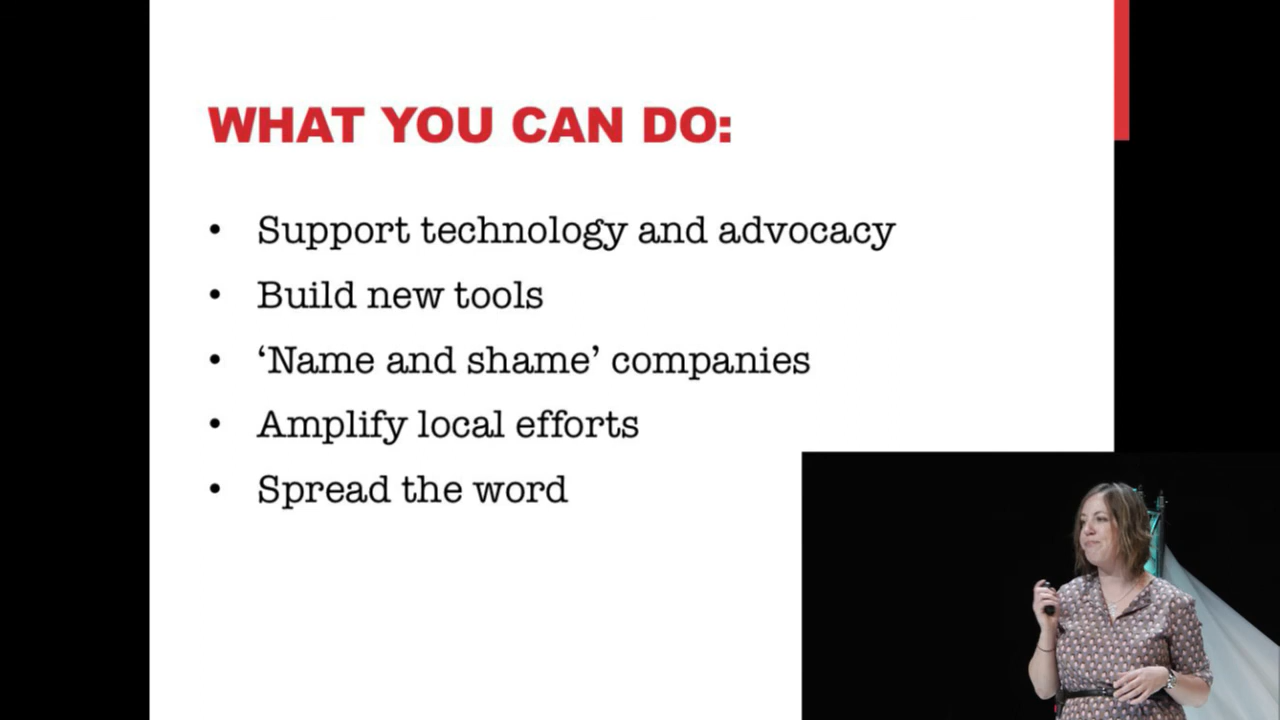 WHAT YOU CAN DO:
• Support technology and advocacy
• Build new tools
• ‘Name and shame’ companies
• Amplify local efforts
• Spread the word